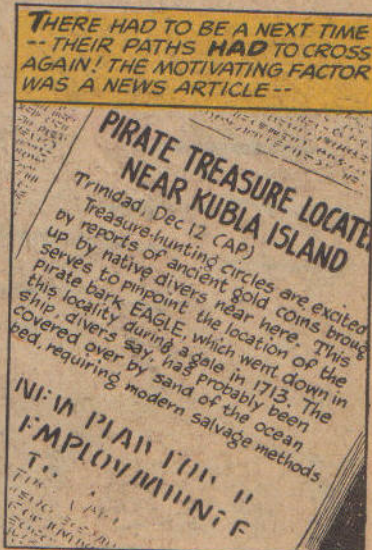 THERE HAD TO BE A NEXT TIME
-- THEIR PATHS HAD TO CROSS
AGAIN! THE MOTIVATING FACTOR
WAS A NEWS ARTICLE--
PIRATE TREASURE LOCATE
NEAR KUBLA ISLAND
Trinidad, Dec 12 (AP)
Treasure-hunting circles are excited
by reports of ancient gold coins broug
up by native divers near here. This
serves to pinpoint the location of the
pirate bark EAGLE, which went down in
this locality during a gale in 1713. The
ship, divers say, has probably been
covered over by sand of the ocean
bed, requiring modern salvage methods.
NEW PLAN FOR